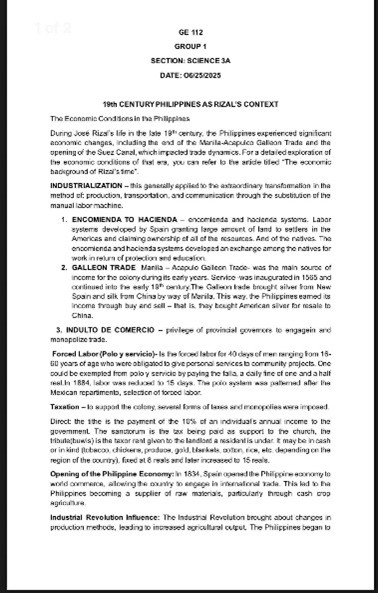 1 of 2
GE 112
GROUP 1
SECTION: SCIENCE 3A
DATE: O6/25/2025
19th CENTURY PHILIPPINES AS RIZAL'S CONTEXT
The Economic Conditions in the Philippines
During José Rizal's life in the late 19th century, the Philippines experienced significant
economic changes, including the end of the Manila-Acapulco Galleon Trade and the
opening of the Suez Canal, which impacted trade dynamics. For a detailed exploration of
the economic conditions of that era, you can refer to the article titled "The economic
background of Rizal's time".
INDUSTRIALIZATION – this generally applied to the extraordinary transformation in the
method of: production, transportation, and communication through the substitution of the
manual labor machine.
1. ENCOMIENDA TO HACIENDA – encomienda and hacienda systems. Labor
systems developed by Spain granting large amount of land to settlers in the
Americas and claiming ownership of all of the resources. And of the natives. The
encomienda and hacienda systems developed an exchange among the natives for
work in return of protection and education.
2. GALLEON TRADE Manila – Acapulo Galleon Trade- was the main source of
income for the colony during its early years. Service was inaugurated in 1565 and
continued into the early 19th century.The Galleon trade brought silver from New
Spain and silk from China by way of Manila. This way, the Philippines earned its
income through buy and sell – that is, they bought American silver for resale to
China.
3. INDULTO DE COMERCIO – privilege of provincial governors to engagein and
monopolize trade.
Forced Labor(Polo y servicio)- Is the forced labor for 40 days of men ranging from 16-
60 years of age who were obligated to give personal services to community projects. One
could be exempted from polo y servicio by paying the falla, a daily fine of one and a half
real.In 1884, labor was reduced to 15 days. The polo system was patterned after the
Mexican repartimento, selection of forced labor.
Taxation – to support the colony, several forms of taxes and monopolies were imposed.
Direct: the tithe is the payment of the 10% of an individual's annual income to the
government. The sanctorum is the tax being paid as support to the church, the
tribute(buwis) is the taxor rent given to the landlord a resident is under. It may be in cash
or in kind (tobacco, chickens, produce, gold, blankets, cotton, rice, etc. depending on the
region of the country), fixed at 8 reals and later increased to 15 reals.
Opening of the Philippine Economy: In 1834, Spain opened the Philippine economy to
world commerce, allowing the country to engage in international trade. This led to the
Philippines becoming a supplier of raw materials, particularly through cash crop
agriculture.
Industrial Revolution Influence: The Industrial Revolution brought about changes in
production methods, leading to increased agricultural output. The Philippines began to